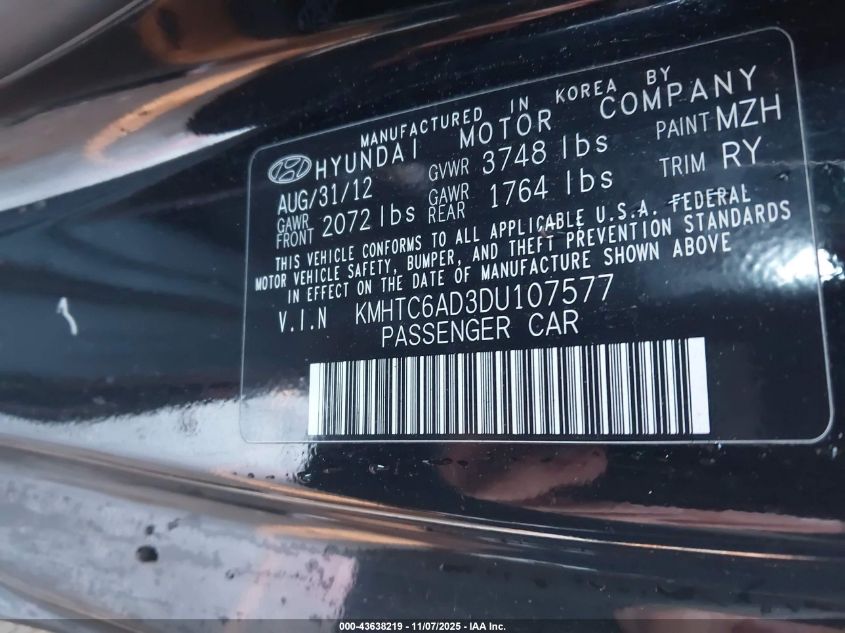 MANUFACTURED IN KOREA BY
HYUNDAI MOTOR COMPANY
AUG/31/12 GVWR 3748 lbs PAINT MZH
GAWR FRONT 2072 lbs GAWR REAR 1764 lbs TRIM RY
THIS VEHICLE CONFORMS TO ALL APPLICABLE U.S.A. FEDERAL
MOTOR VEHICLE SAFETY, BUMPER, AND THEFT PREVENTION STANDARDS
IN EFFECT ON THE DATE OF MANUFACTURE SHOWN ABOVE
V.I.N KMHTC6AD3DU107577
PASSENGER CAR
000-43638219 - 11/07/2025 - IAA Inc.